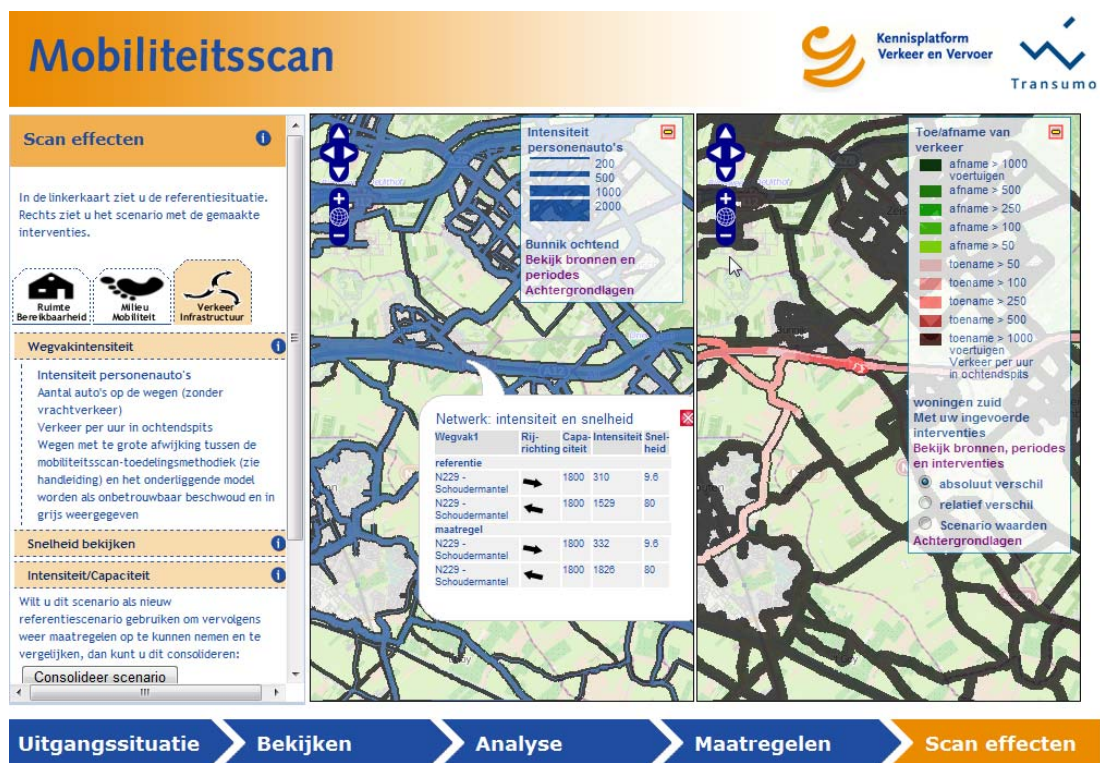 Mobiliteitsscan
Kennisplatform
Verkeer en Vervoer
Transumo
Scan effecten
In de linkerkaart ziet u de referentiesituatie.
Rechts ziet u het scenario met de gemaakte
interventies.
Ruimte
Bereikbaarheid
Milieu
Mobiliteit
Verkeer
Infrastructuur
Wegvakintensiteit
Intensiteit personenauto's
Aantal auto's op de wegen (zonder
vrachtverkeer)
Verkeer per uur in ochtendspits
Wegen met te grote afwijking tussen de
mobiliteitsscan-toedelingsmethodiek (zie
handleiding) en het onderliggende model
worden als onbetrouwbaar beschouwd en in
grijs weergegeven
Snelheid bekijken
Intensiteit/Capaciteit
Wilt u dit scenario als nieuw
referentiescenario gebruiken om vervolgens
weer maatregelen op te kunnen nemen en te
vergelijken, dan kunt u dit consolideren:
Consolideer scenario
Intensiteit
personenauto's
200
500
1000
2000
Bunnik ochtend
Bekijk bronnen en
periodes
Achtergrondlagen
A12
Netwerk: intensiteit en snelheid
Wegvak1 Rij- Capa- Intensiteit Snel-
richting citeit heid
referentie
N229 - 1800 310 9.6
Schoudermantel
N229 - 1800 1529 80
Schoudermantel
maatregel
N229 - 1800 332 9.6
Schoudermantel
N229 - 1800 1826 80
Schoudermantel
Toe/afname van
verkeer
afname > 1000
voertuigen
afname > 500
afname > 250
afname > 100
afname > 50
toename > 50
toename > 100
toename > 250
toename > 500
toename > 1000
voertuigen
Verkeer per uur
in ochtendspits
woningen zuid
Met uw ingevoerde
interventies
Bekijk bronnen, periodes
en interventies
absoluut verschil
relatief verschil
Scenario waarden
Achtergrondlagen
Bunnik
Uitgangssituatie
Bekijken
Analyse
Maatregelen
Scan effecten